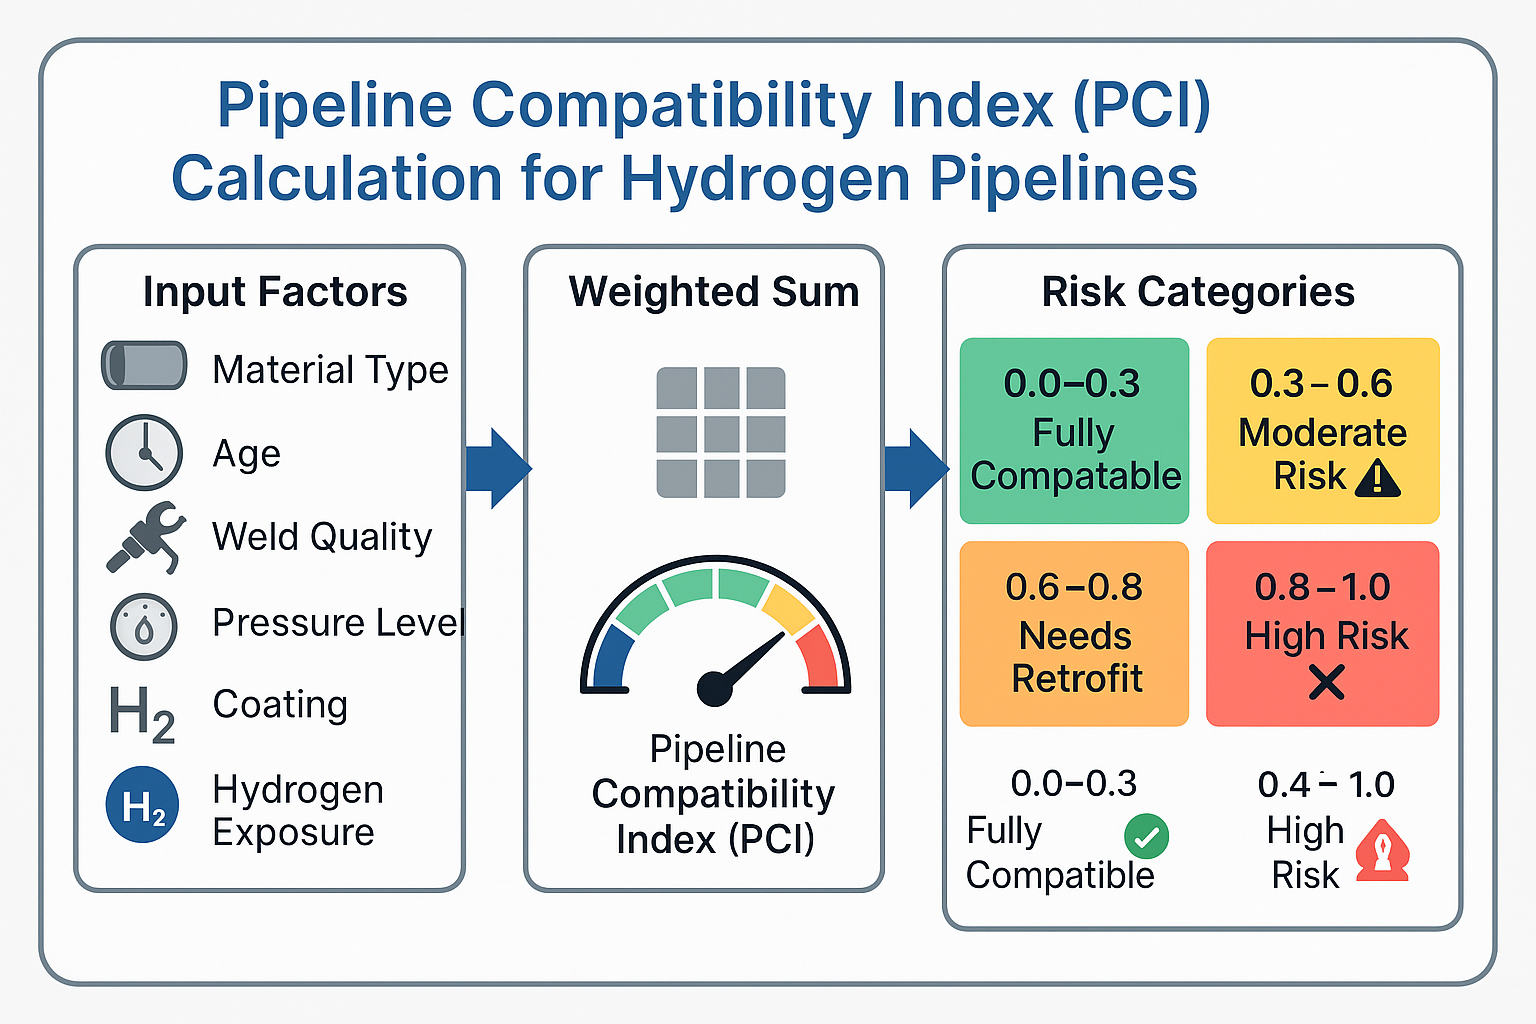 Pipeline Compatibility Index (PCI)
Calculation for Hydrogen Pipelines
Input Factors
Material Type
Age
Weld Quality
Pressure Level
H₂
Coating
H₂
Hydrogen
Exposure
Weighted Sum
Pipeline
Compatibility
Index (PCI)
Risk Categories
0.0–0.3
Fully
Compatable
0.3–0.6
Moderate
Risk
0.6–0.8
Needs
Retrofit
0.8–1.0
High Risk
0.0–0.3
Fully
Compatible
0.4–1.0
High
Risk